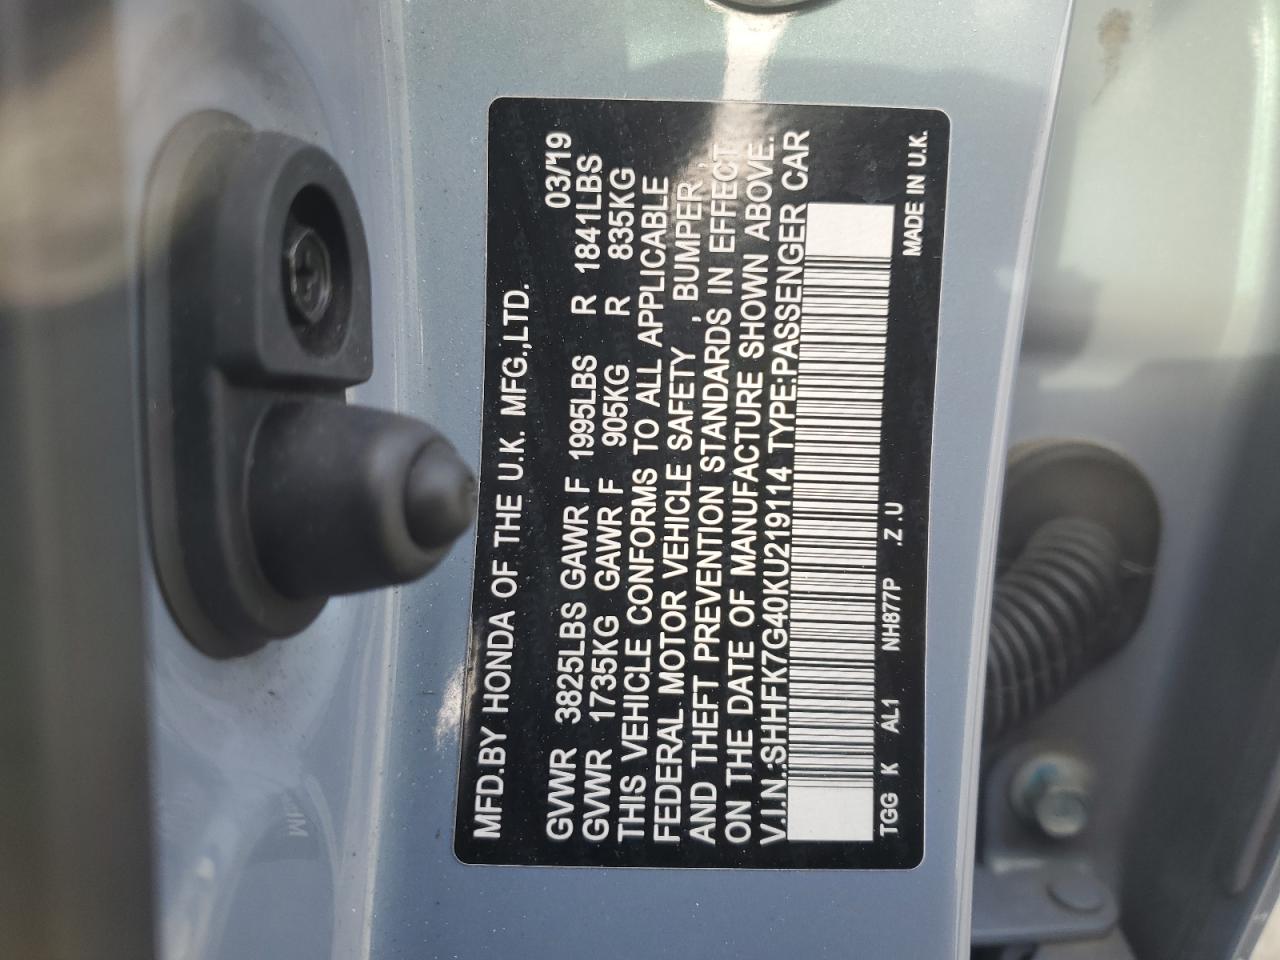 MFD.BY HONDA OF THE U.K. MFG.,LTD.
03/'19
GVWR 3825LBS GAWR F 1995LBS R 1841LBS
GVWR 1735KG GAWR F 905KG R 835KG
THIS VEHICLE CONFORMS TO ALL APPLICABLE
FEDERAL MOTOR VEHICLE SAFETY , BUMPER ,
AND THEFT PREVENTION STANDARDS IN EFFECT
ON THE DATE OF MANUFACTURE SHOWN ABOVE.
V.I.N.:SHHFK7G40KU219114 TYPE:PASSENGER CAR
TGG K AL1 NH877P .Z.U
MADE IN U.K.